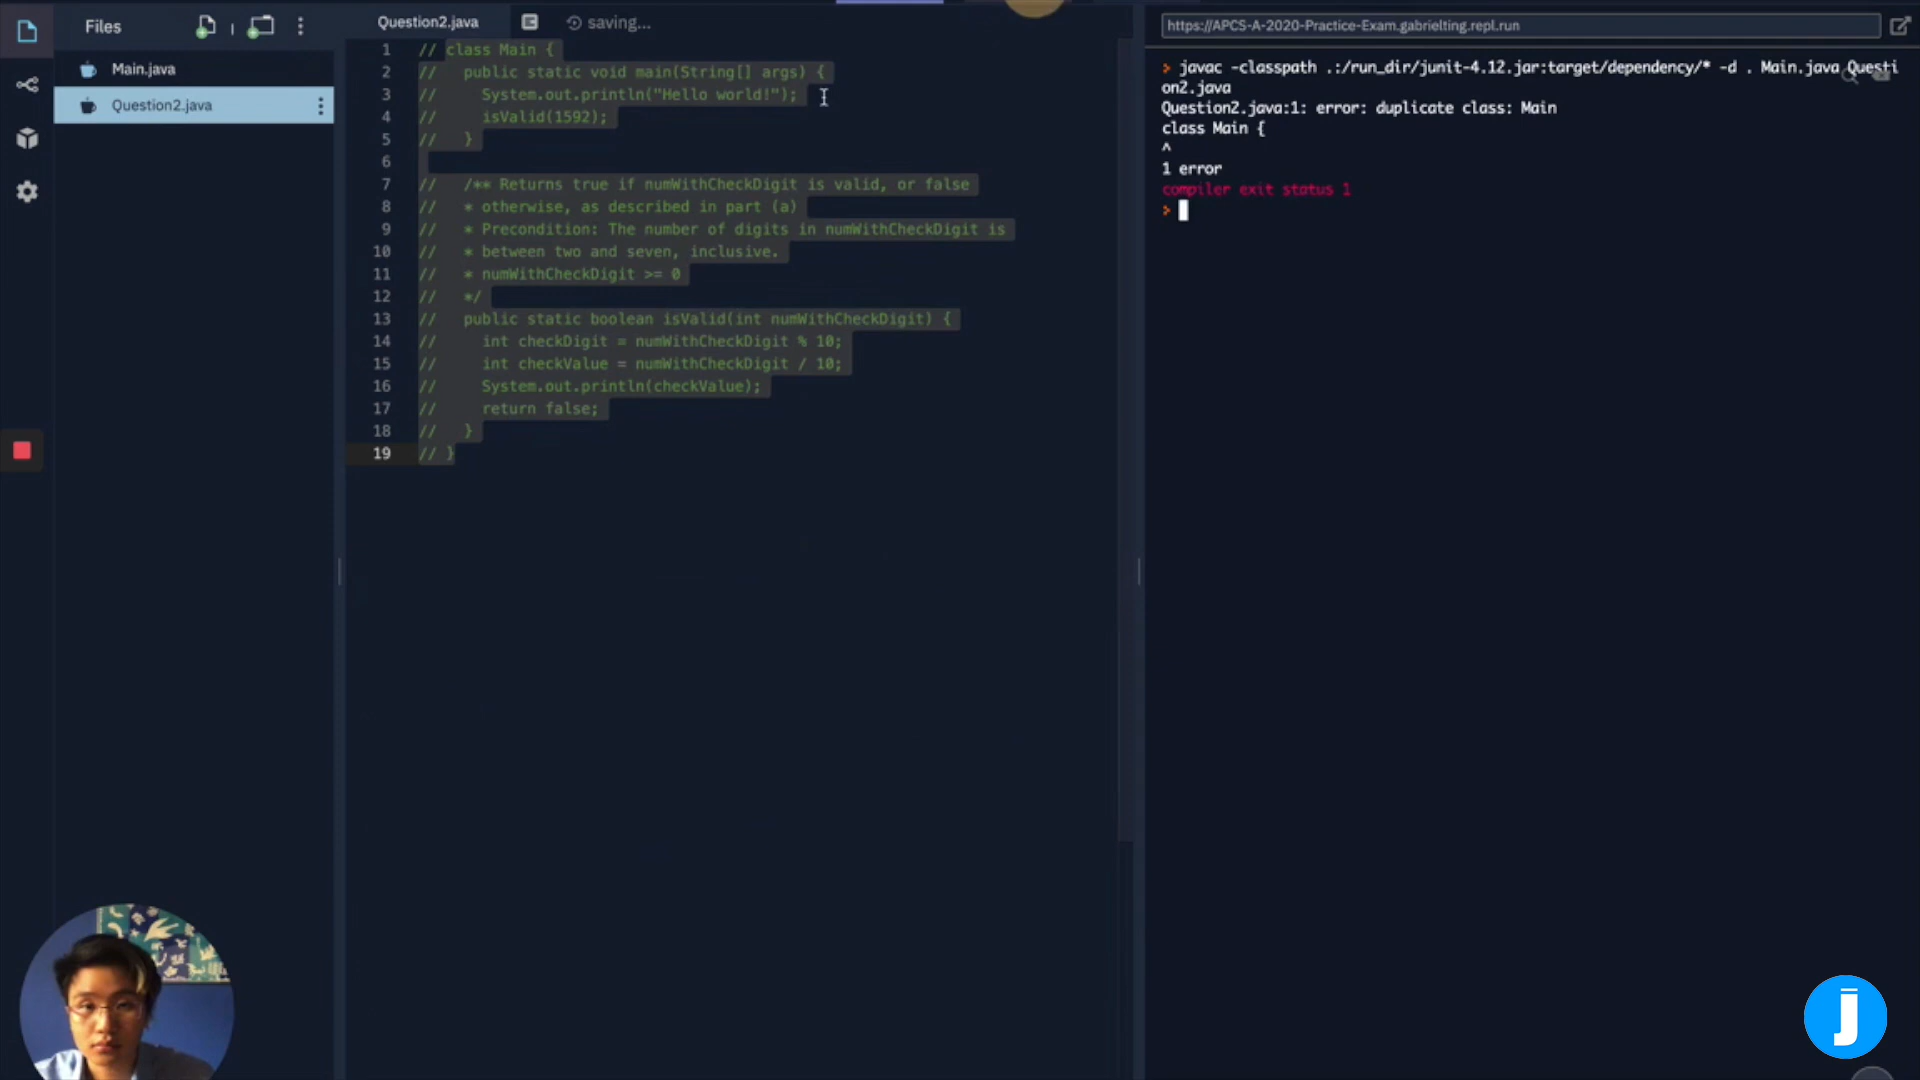 Files
Main.java
Question2.java
Question2.java
saving...
1 // class Main {
2 //   public static void main(String[] args) {
3 //     System.out.println("Hello world!");
4 //     isValid(1592);
5 //   }
6
7 //   /** Returns true if numWithCheckDigit is valid, or false
8 //   * otherwise, as described in part (a)
9 //   * Precondition: The number of digits in numWithCheckDigit is
10 //   * between two and seven, inclusive.
11 //   * numWithCheckDigit >= 0
12 //   */
13 //   public static boolean isValid(int numWithCheckDigit) {
14 //     int checkDigit = numWithCheckDigit % 10;
15 //     int checkValue = numWithCheckDigit / 10;
16 //     System.out.println(checkValue);
17 //     return false;
18 //   }
19 // }
https://APCS-A-2020-Practice-Exam.gabrielting.repl.run
> javac -classpath .:/run_dir/junit-4.12.jar:target/dependency/* -d . Main.java Questi
on2.java
Question2.java:1: error: duplicate class: Main
class Main {
^
1 error
compiler exit status 1
>
J